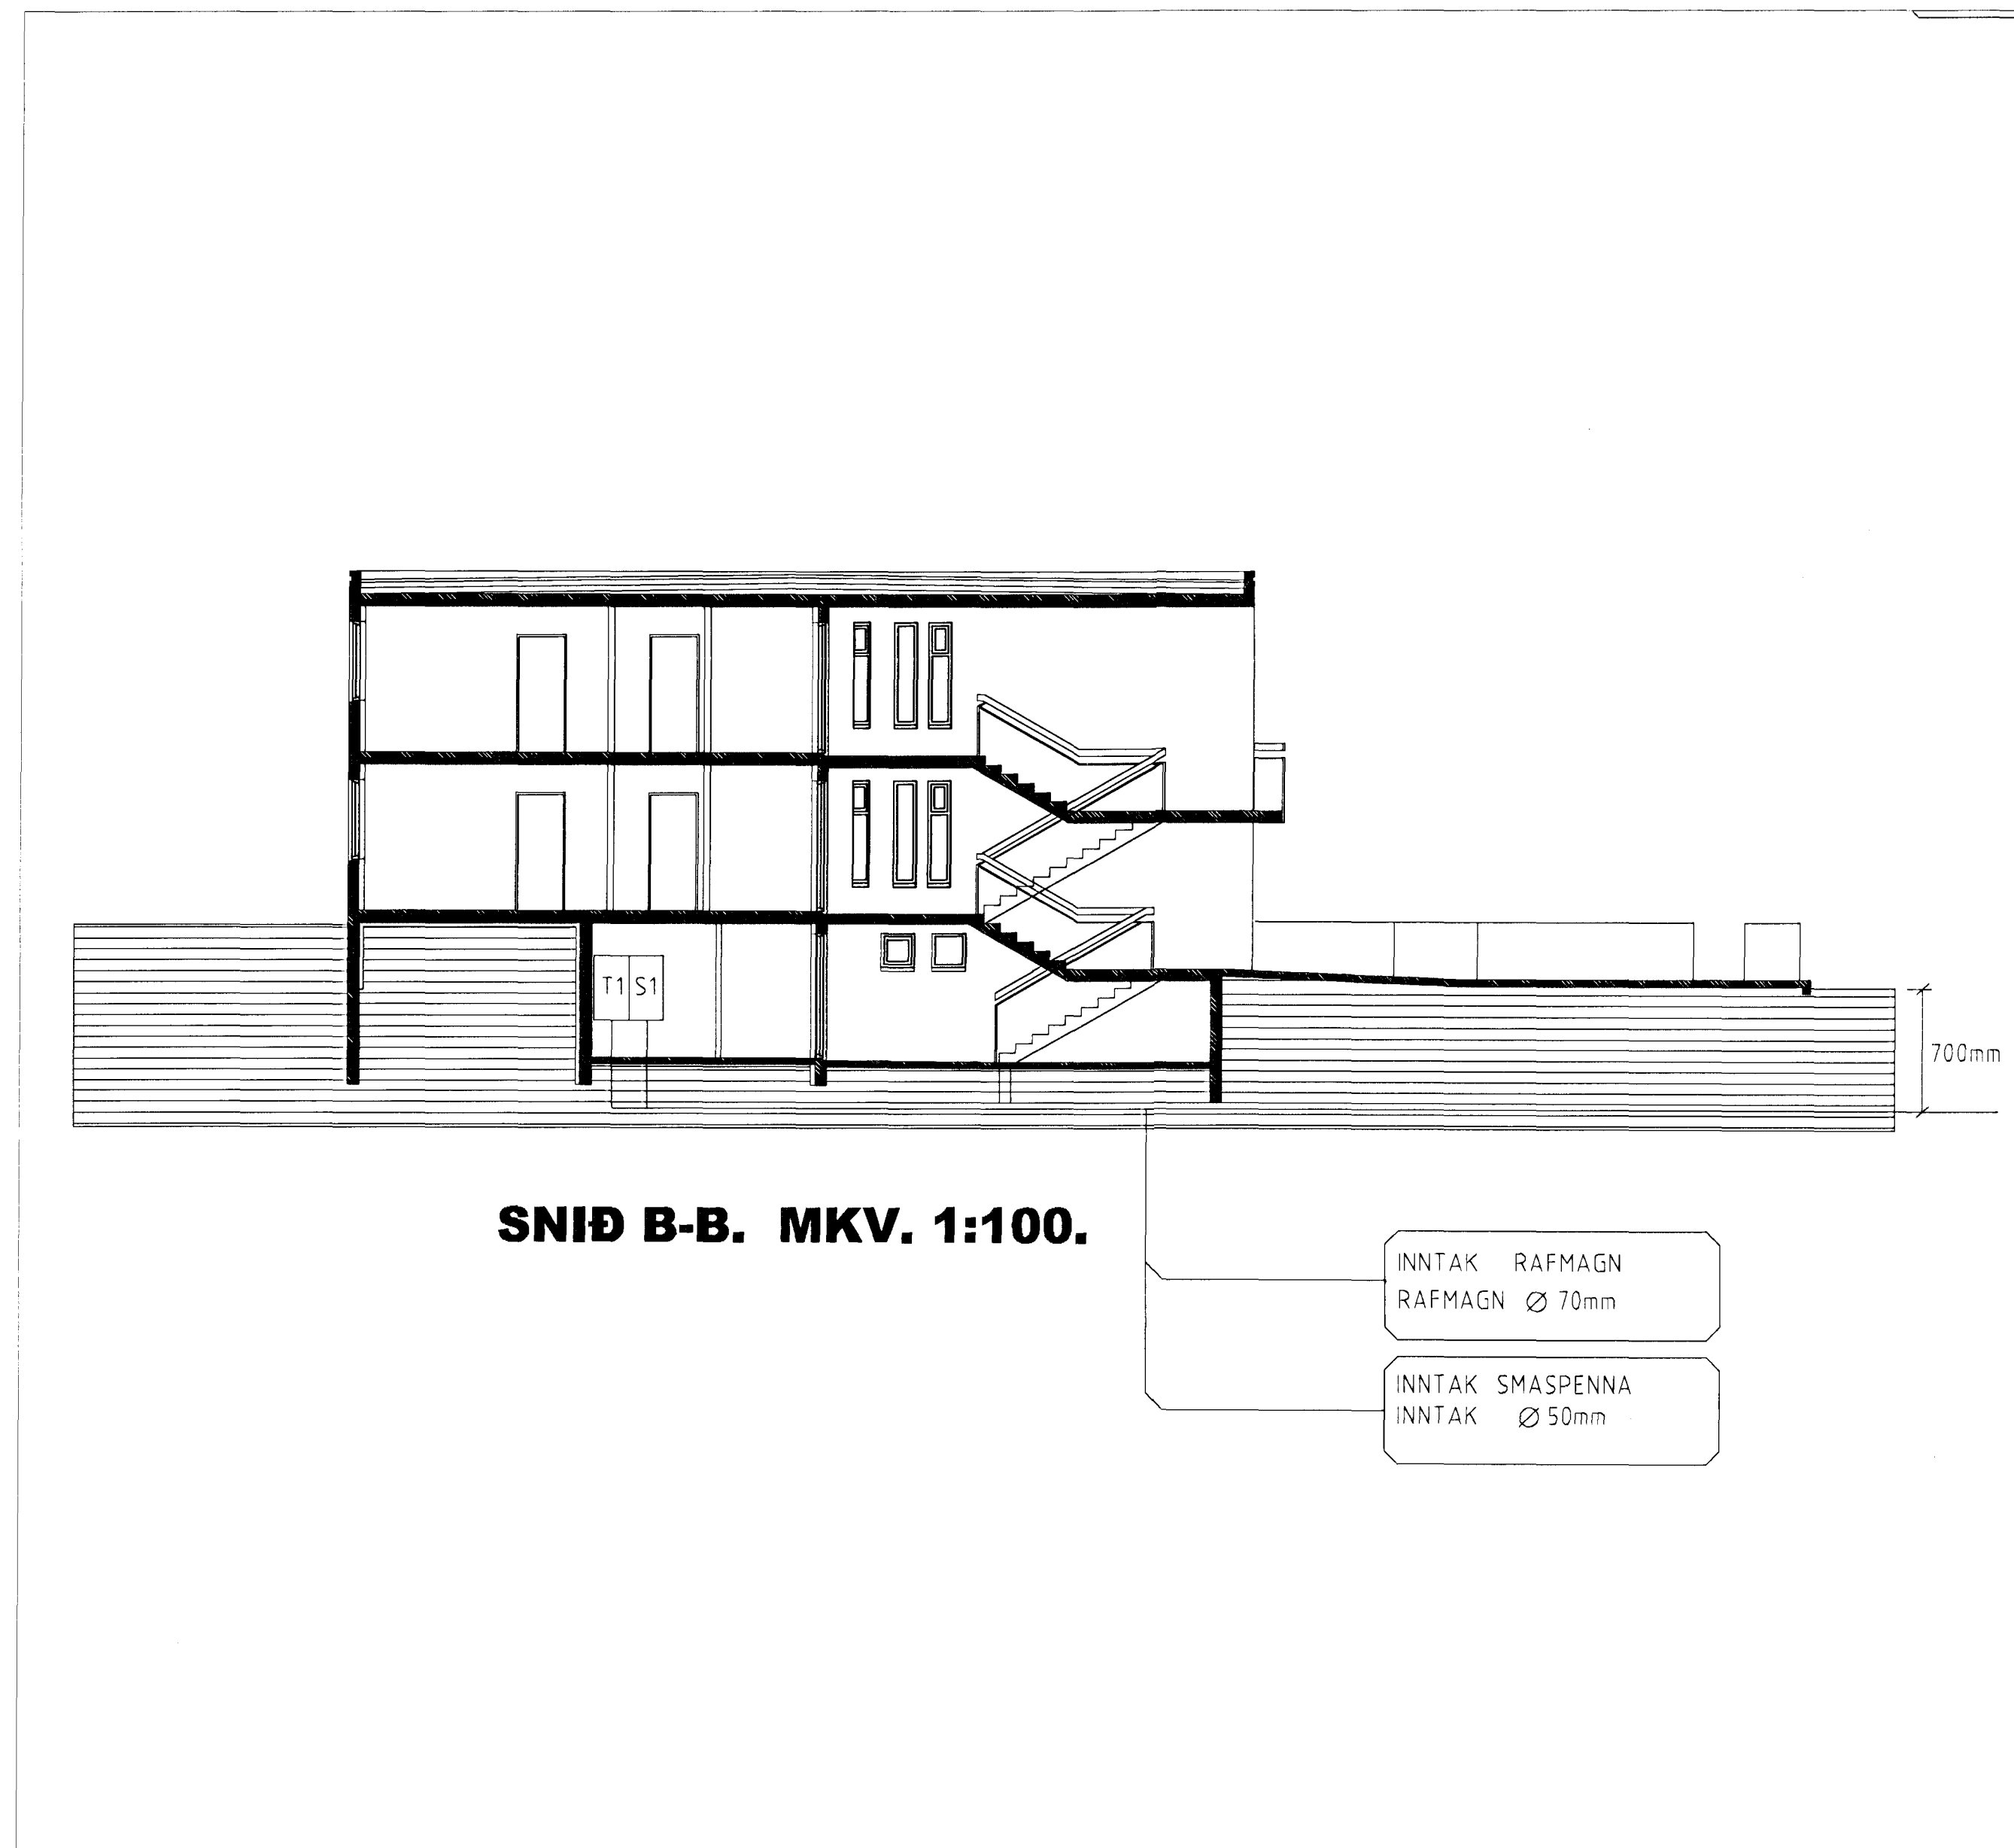 T1 S1
700mm
SNIÐ B-B. MKV. 1:100.
INNTAK RAFMAGN
RAFMAGN Ø 70mm
INNTAK SMASPENNA
INNTAK Ø 50mm